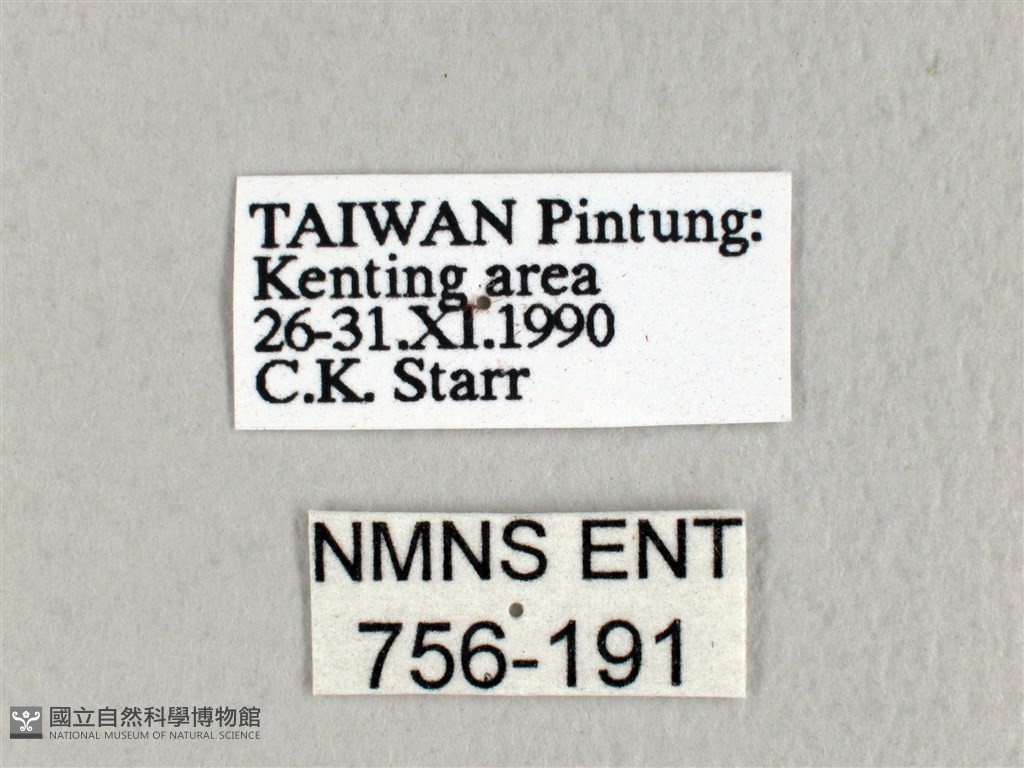 TAIWAN Pintung:
Kenting area
26-31.XI.1990
C.K. Starr
NMNS ENT
756-191
國立自然科學博物館
NATIONAL MUSEUM OF NATURAL SCIENCE